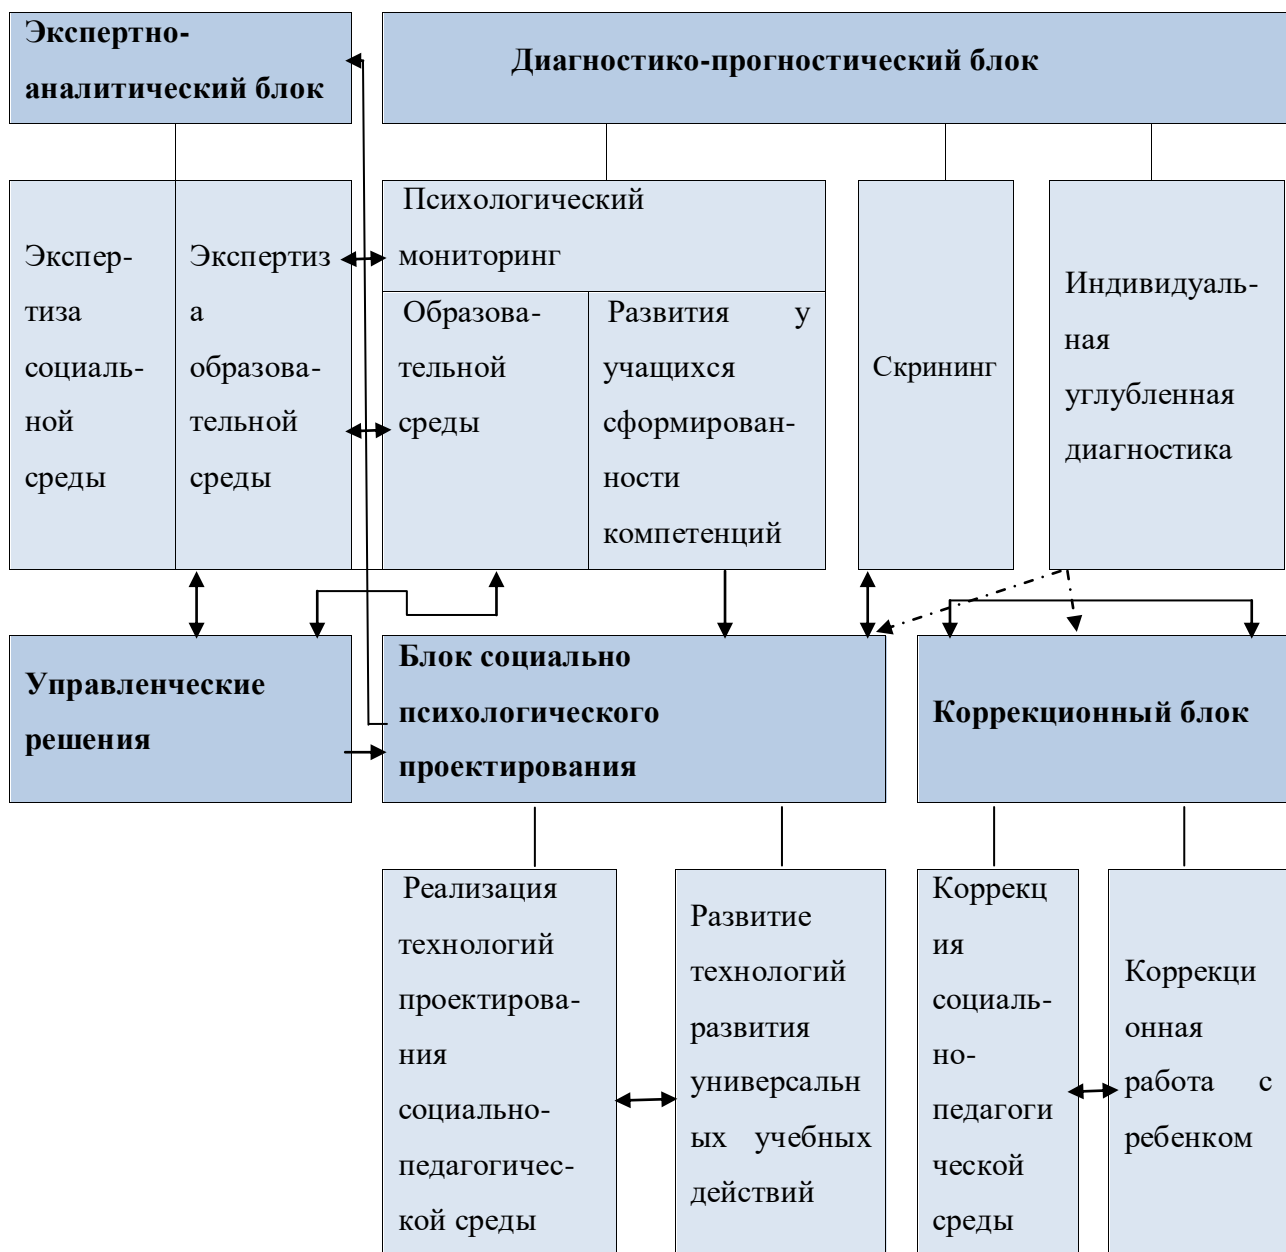 Экспертно-
аналитический блок
Диагностико-прогностический блок
Экспер-
тиза
социаль-
ной
среды
Экспертиз
а
образова-
тельной
среды
Психологический
мониторинг
Образова-
тельной
среды
Развития у
учащихся
сформирован-
ности
компетенций
Скрининг
Индивидуаль-
ная
углубленная
диагностика
Управленческие
решения
Блок социально
психологического
проектирования
Коррекционный блок
Реализация
технологий
проектирова-
ния
социально-
педагогичес-
кой среды
Развитие
технологий
развития
универсальн
ых учебных
действий
Коррекц
ия
социаль-
но-
педагоги
ческой
среды
Коррекци
онная
работа с
ребенком